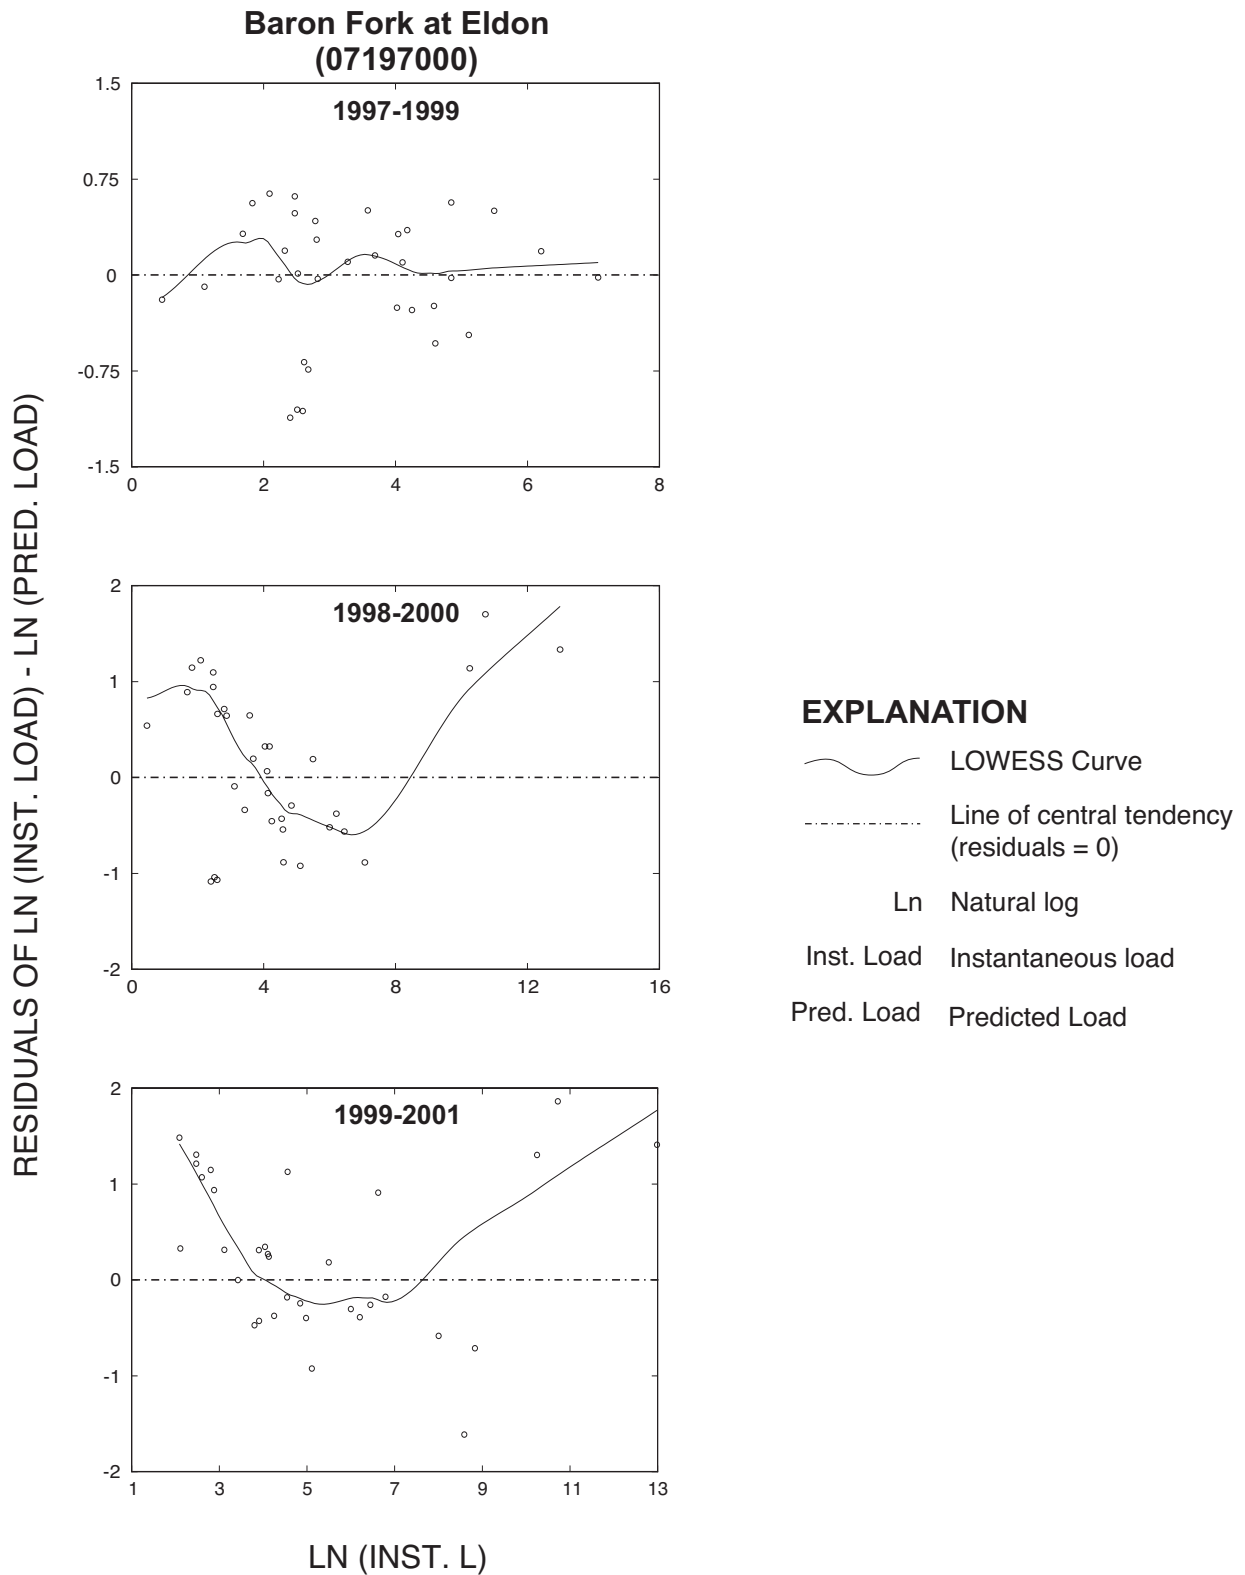 Baron Fork at Eldon
(07197000)
1997-1999
1.5
0.75
0
-0.75
-1.5
0 2 4 6 8
RESIDUALS OF LN (INST. LOAD) - LN (PRED. LOAD)
1998-2000
2
1
0
-1
-2
0 4 8 12 16
1999-2001
2
1
0
-1
-2
1 3 5 7 9 11 13
LN (INST. L)
EXPLANATION
LOWESS Curve
Line of central tendency
(residuals = 0)
Ln Natural log
Inst. Load Instantaneous load
Pred. Load Predicted Load